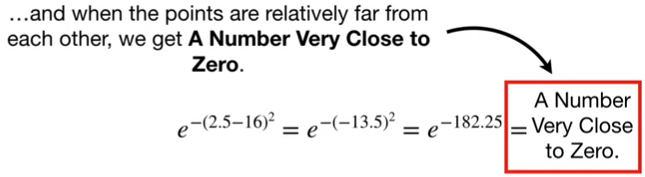 ...and when the points are relatively far from
each other, we get A Number Very Close to
Zero.
e^{-(2.5-16)^2} = e^{-(-13.5)^2} = e^{-182.25} =
A Number
Very Close
to Zero.